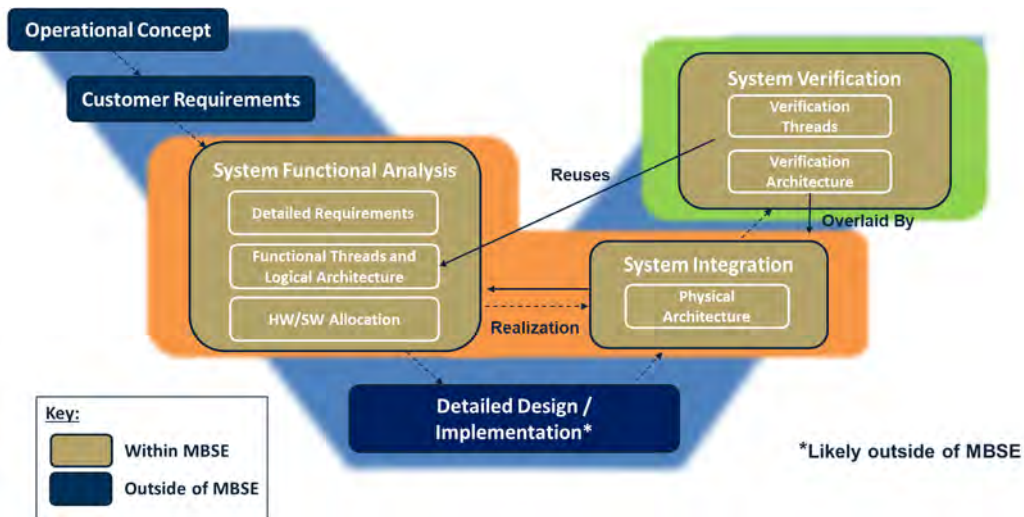 Operational Concept
Customer Requirements
System Functional Analysis
Detailed Requirements
Functional Threads and
Logical Architecture
HW/SW Allocation
Reuses
System Verification
Verification
Threads
Verification
Architecture
Overlaid By
System Integration
Physical
Architecture
Realization
Detailed Design /
Implementation*
Key:
Within MBSE
Outside of MBSE
*Likely outside of MBSE